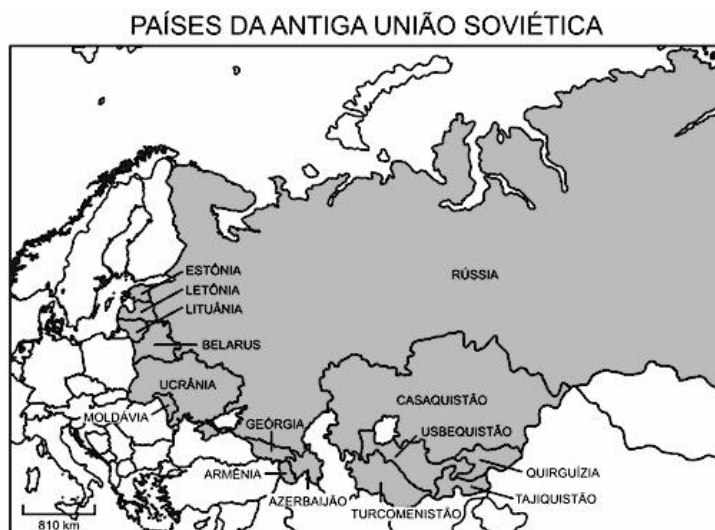 PAÍSES DA ANTIGA UNIÃO SOVIÉTICA
ESTÔNIA
LETÔNIA
LITUÂNIA
BELARUS
UCRÂNIA
MOLDÁVIA
GEÓRGIA
ARMÊNIA
AZERBAIJÃO
RÚSSIA
CASAQUISTÃO
USBEQUISTÃO
QUIRGUÍZIA
TAJIQUISTÃO
TURCOMENISTÃO
810 km